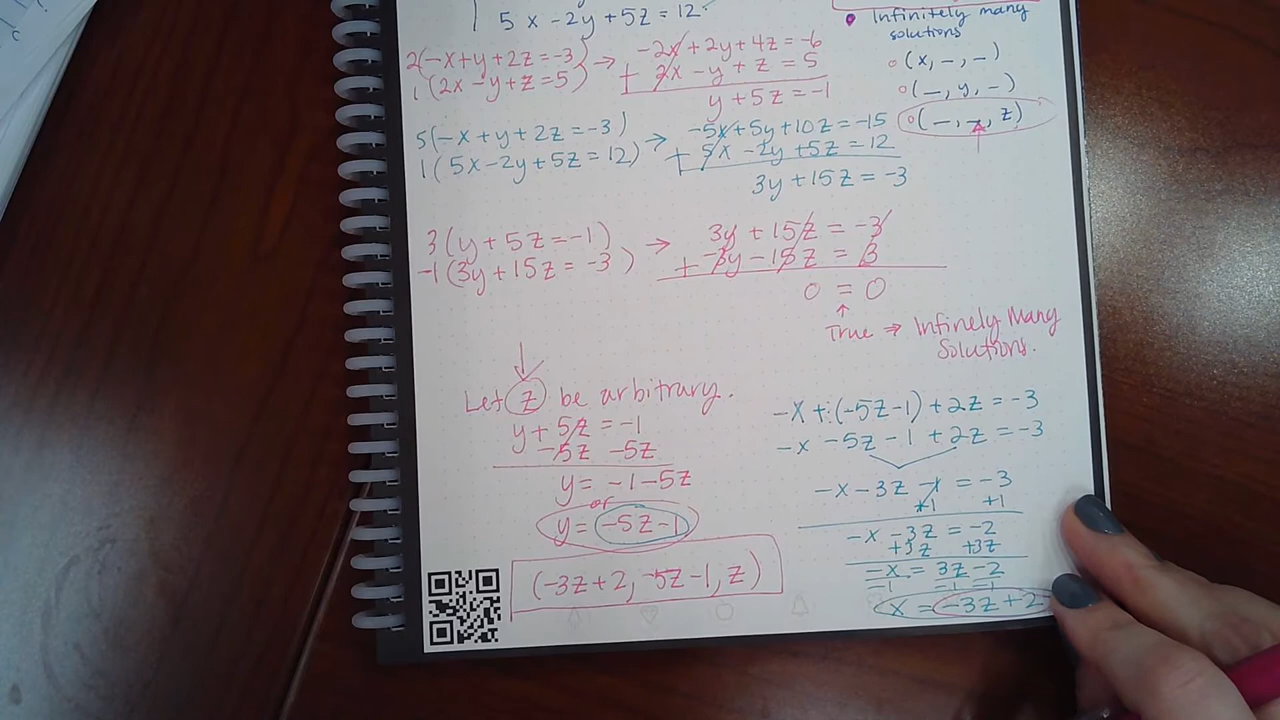 5x-2y+5z=12
• Infinitely many
solutions
○ (x, –, –)
○ (–, y, –)
○ (–, –, z)
2(-x+y+2z=-3) → -2x+2y+4z=-6
1(2x-y+z=5) + 2x-y+z=5
y+5z=-1
5(-x+y+2z=-3) → -5x+5y+10z=-15
1(5x-2y+5z=12) + 5x-2y+5z=12
3y+15z=-3
3(y+5z=-1) → 3y+15z=-3
-1(3y+15z=-3) + -3y-15z=3
0=0
↑
True ⇒ Infinely Many
Solutions.
Let z be arbitrary.
y+5z=-1
-5z -5z
y=-1-5z
or
y=-5z-1
(-3z+2, -5z-1, z)
-x+(-5z-1)+2z=-3
-x-5z-1+2z=-3
-x-3z-1=-3
+1 +1
-x-3z=-2
+3z +3z
-x=3z-2
-1 -1 -1
x=-3z+2